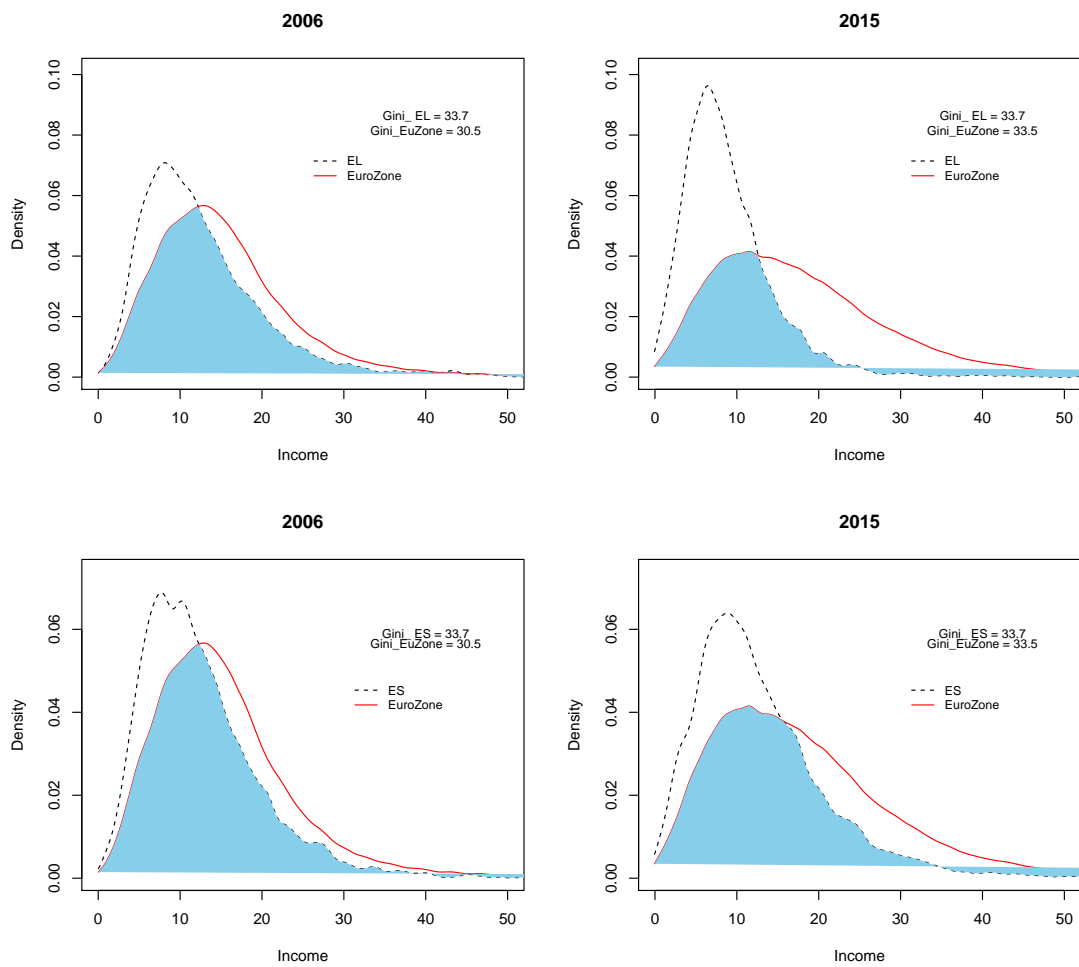 2006
Gini_ EL = 33.7
Gini_EuZone = 30.5
EL
EuroZone
Density
0.00 0.02 0.04 0.06 0.08 0.10
0 10 20 30 40 50
Income
2015
Gini_ EL = 33.7
Gini_EuZone = 33.5
EL
EuroZone
Density
0.00 0.02 0.04 0.06 0.08 0.10
0 10 20 30 40 50
Income
2006
Gini_ ES = 33.7
Gini_EuZone = 30.5
ES
EuroZone
Density
0.00 0.02 0.04 0.06
0 10 20 30 40 50
Income
2015
Gini_ ES = 33.7
Gini_EuZone = 33.5
ES
EuroZone
Density
0.00 0.02 0.04 0.06
0 10 20 30 40 50
Income